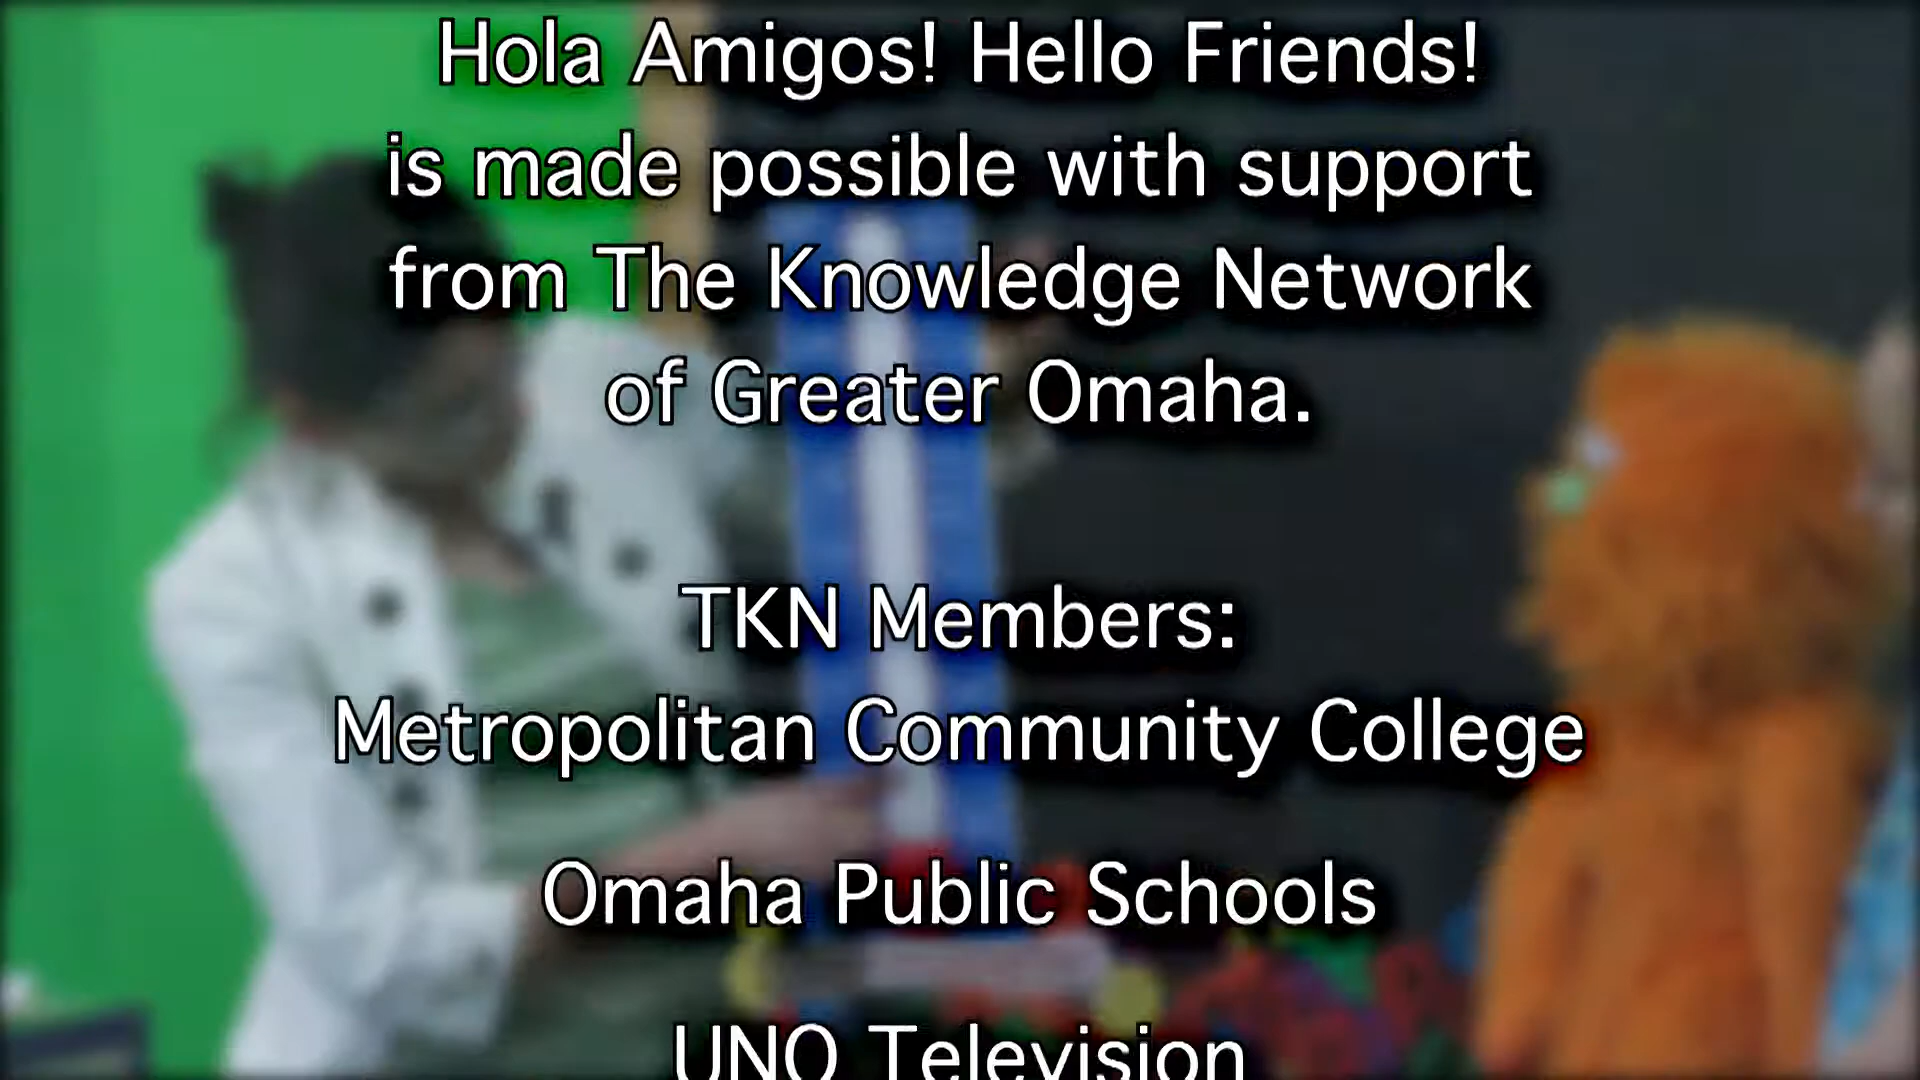 Hola Amigos! Hello Friends!
is made possible with support
from The Knowledge Network
of Greater Omaha.
TKN Members:
Metropolitan Community College
Omaha Public Schools
UNO Television